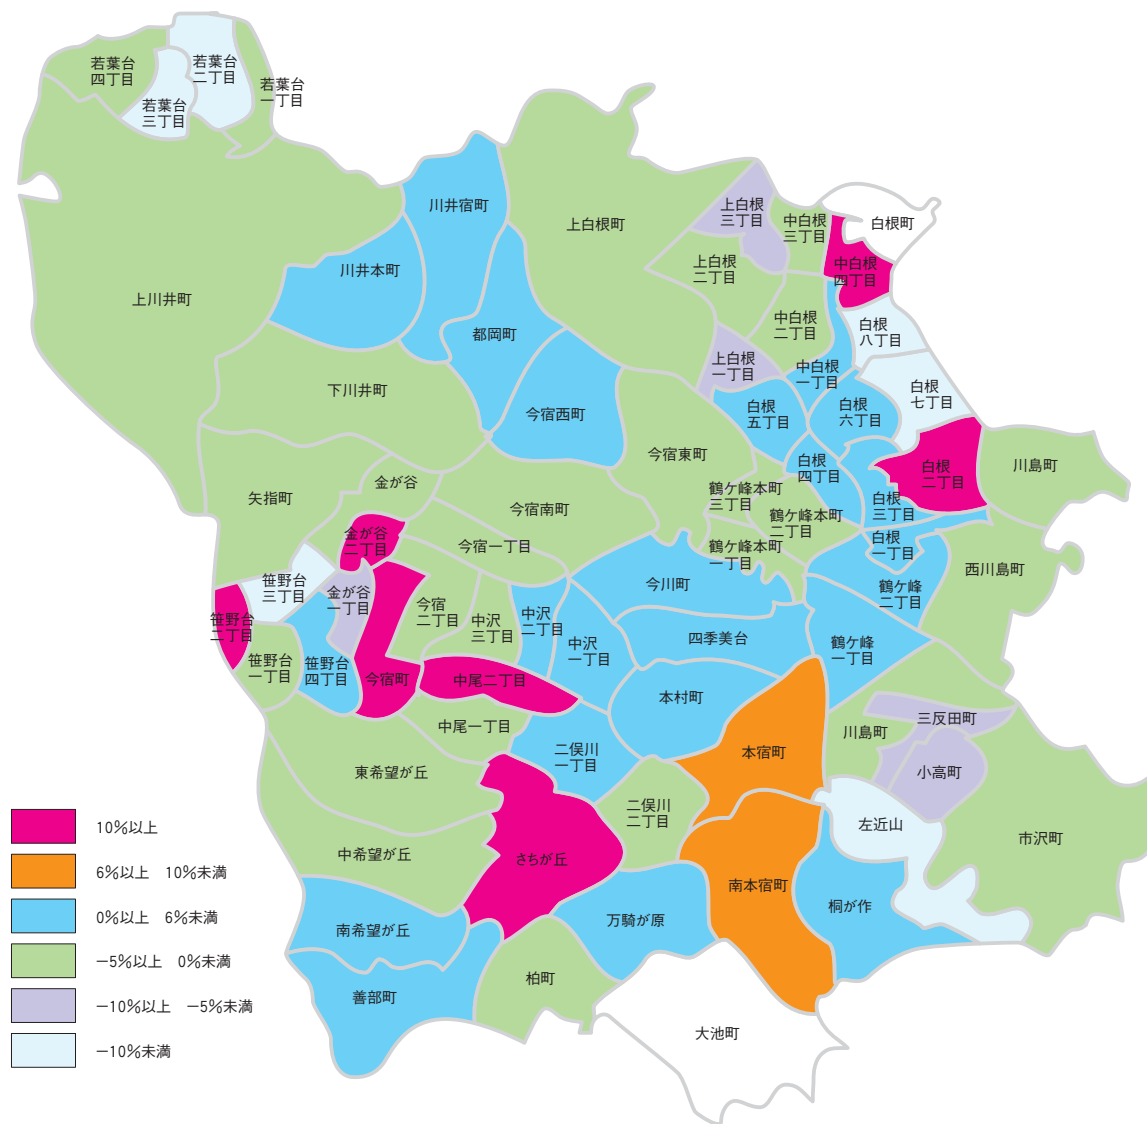 若葉台
四丁目
若葉台
二丁目
若葉台
一丁目
若葉台
三丁目
川井宿町
上白根町
上白根
三丁目
中白根
三丁目
白根町
川井本町
上白根
二丁目
中白根
四丁目
上川井町
都岡町
中白根
二丁目
白根
八丁目
上白根
一丁目
中白根
一丁目
下川井町
今宿西町
白根
五丁目
白根
六丁目
白根
七丁目
今宿東町
白根
四丁目
白根
二丁目
川島町
矢指町
金が谷
今宿南町
鶴ケ峰本町
三丁目
鶴ケ峰本町
二丁目
白根
三丁目
金が谷
二丁目
今宿一丁目
鶴ケ峰本町
一丁目
白根
一丁目
西川島町
笹野台
三丁目
金が谷
一丁目
今川町
鶴ケ峰
二丁目
笹野台
二丁目
今宿
二丁目
中沢
三丁目
中沢
二丁目
中沢
一丁目
四季美台
鶴ケ峰
一丁目
笹野台
一丁目
笹野台
四丁目
今宿町
中尾二丁目
本村町
中尾一丁目
三反田町
川島町
二俣川
一丁目
本宿町
東希望が丘
小高町
二俣川
二丁目
左近山
市沢町
中希望が丘
さちが丘
南本宿町
桐が作
南希望が丘
万騎が原
柏町
善部町
大池町
10%以上
6%以上　10%未満
0%以上　6%未満
−5%以上　0%未満
−10%以上　−5%未満
−10%未満